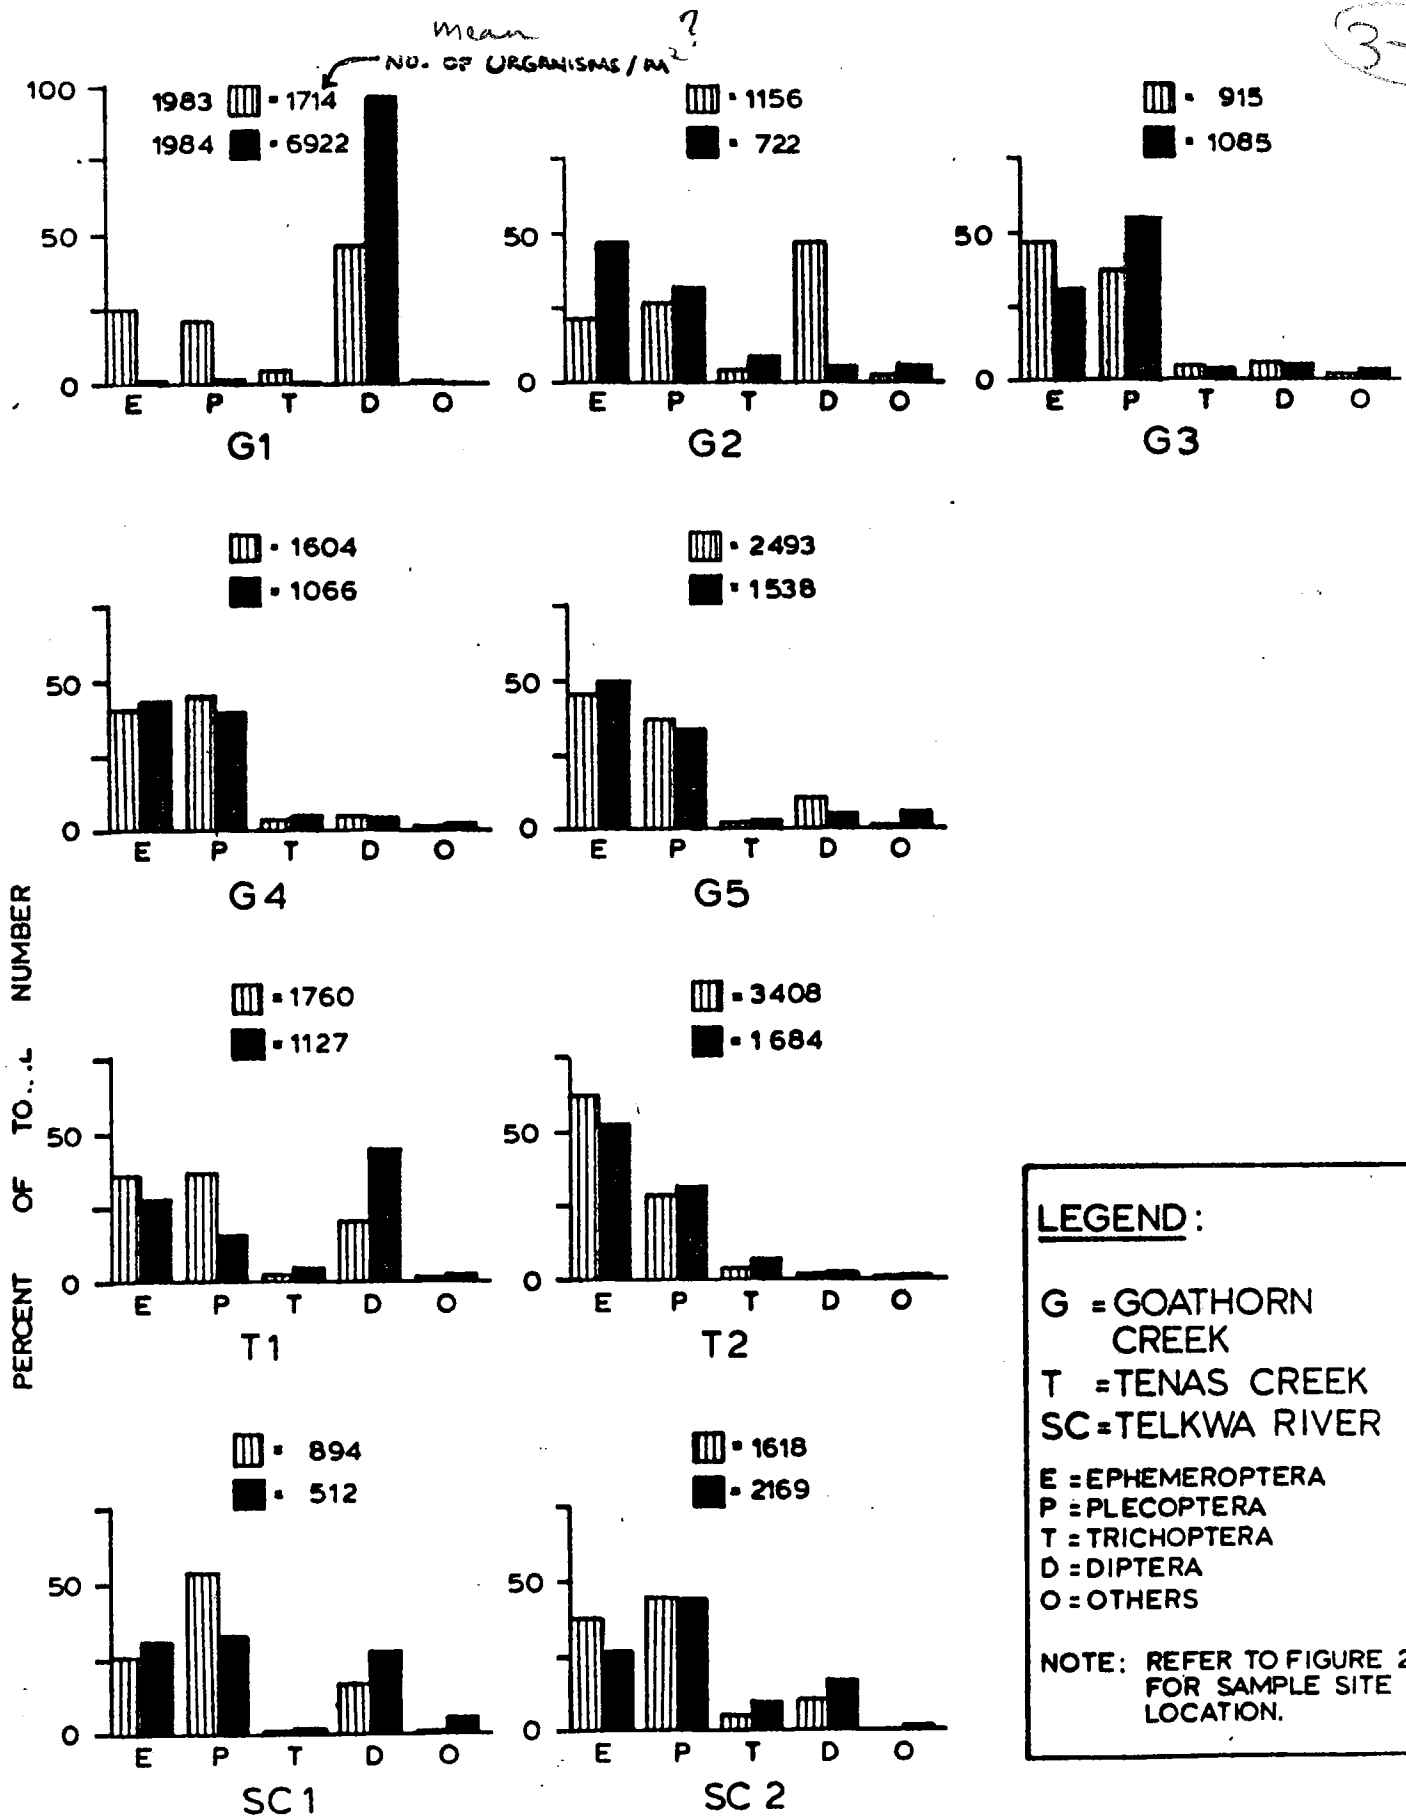 mean ?
NO. OF ORGANISMS/M²
3-
100
1983 = 1714
1984 = 6922
50
0
E P T D O
G1
= 1156
= 722
50
0
E P T D O
G2
= 915
= 1085
50
0
E P T D O
G3
= 1604
= 1066
50
0
E P T D O
G4
= 2493
= 1538
50
0
E P T D O
G5
PERCENT OF TO...L NUMBER
= 1760
= 1127
50
0
E P T D O
T1
= 3408
= 1684
50
0
E P T D O
T2
= 894
= 512
50
0
E P T D O
SC1
= 1618
= 2169
50
0
E P T D O
SC2
LEGEND:
G = GOATHORN
CREEK
T = TENAS CREEK
SC = TELKWA RIVER
E = EPHEMEROPTERA
P = PLECOPTERA
T = TRICHOPTERA
D = DIPTERA
O = OTHERS
NOTE: REFER TO FIGURE 2
FOR SAMPLE SITE
LOCATION.